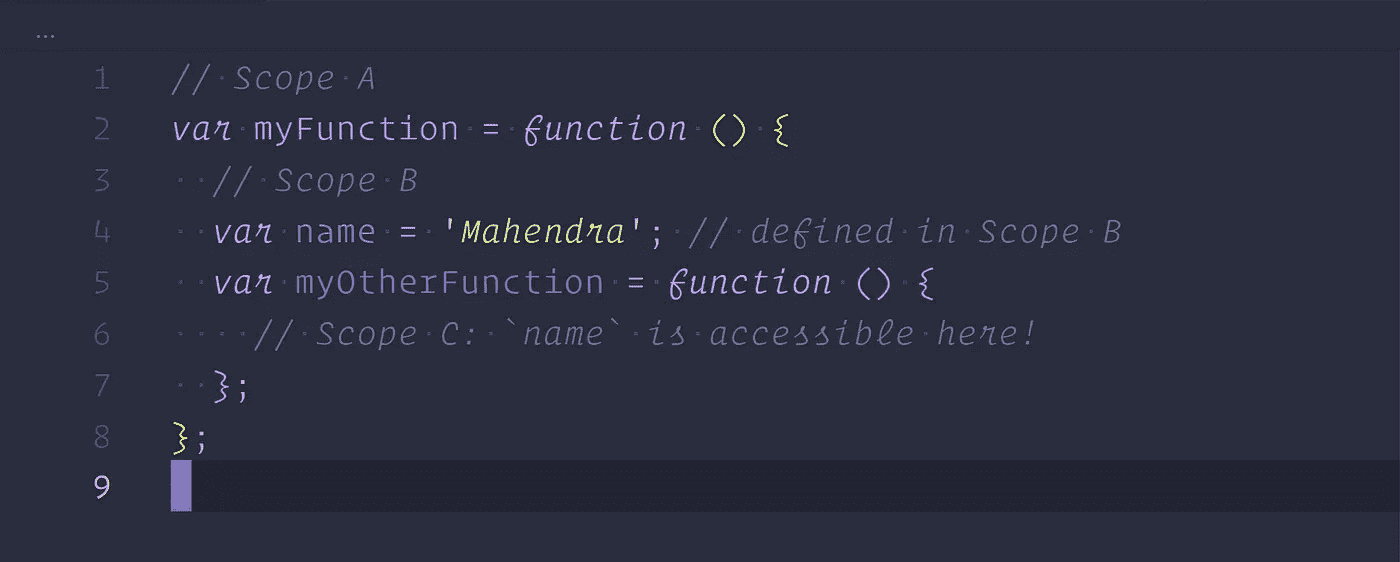 ...
1 // Scope A
2 var myFunction = function () {
3   // Scope B
4   var name = 'Mahendra'; // defined in Scope B
5   var myOtherFunction = function () {
6     // Scope C: `name` is accessible here!
7   };
8 };
9